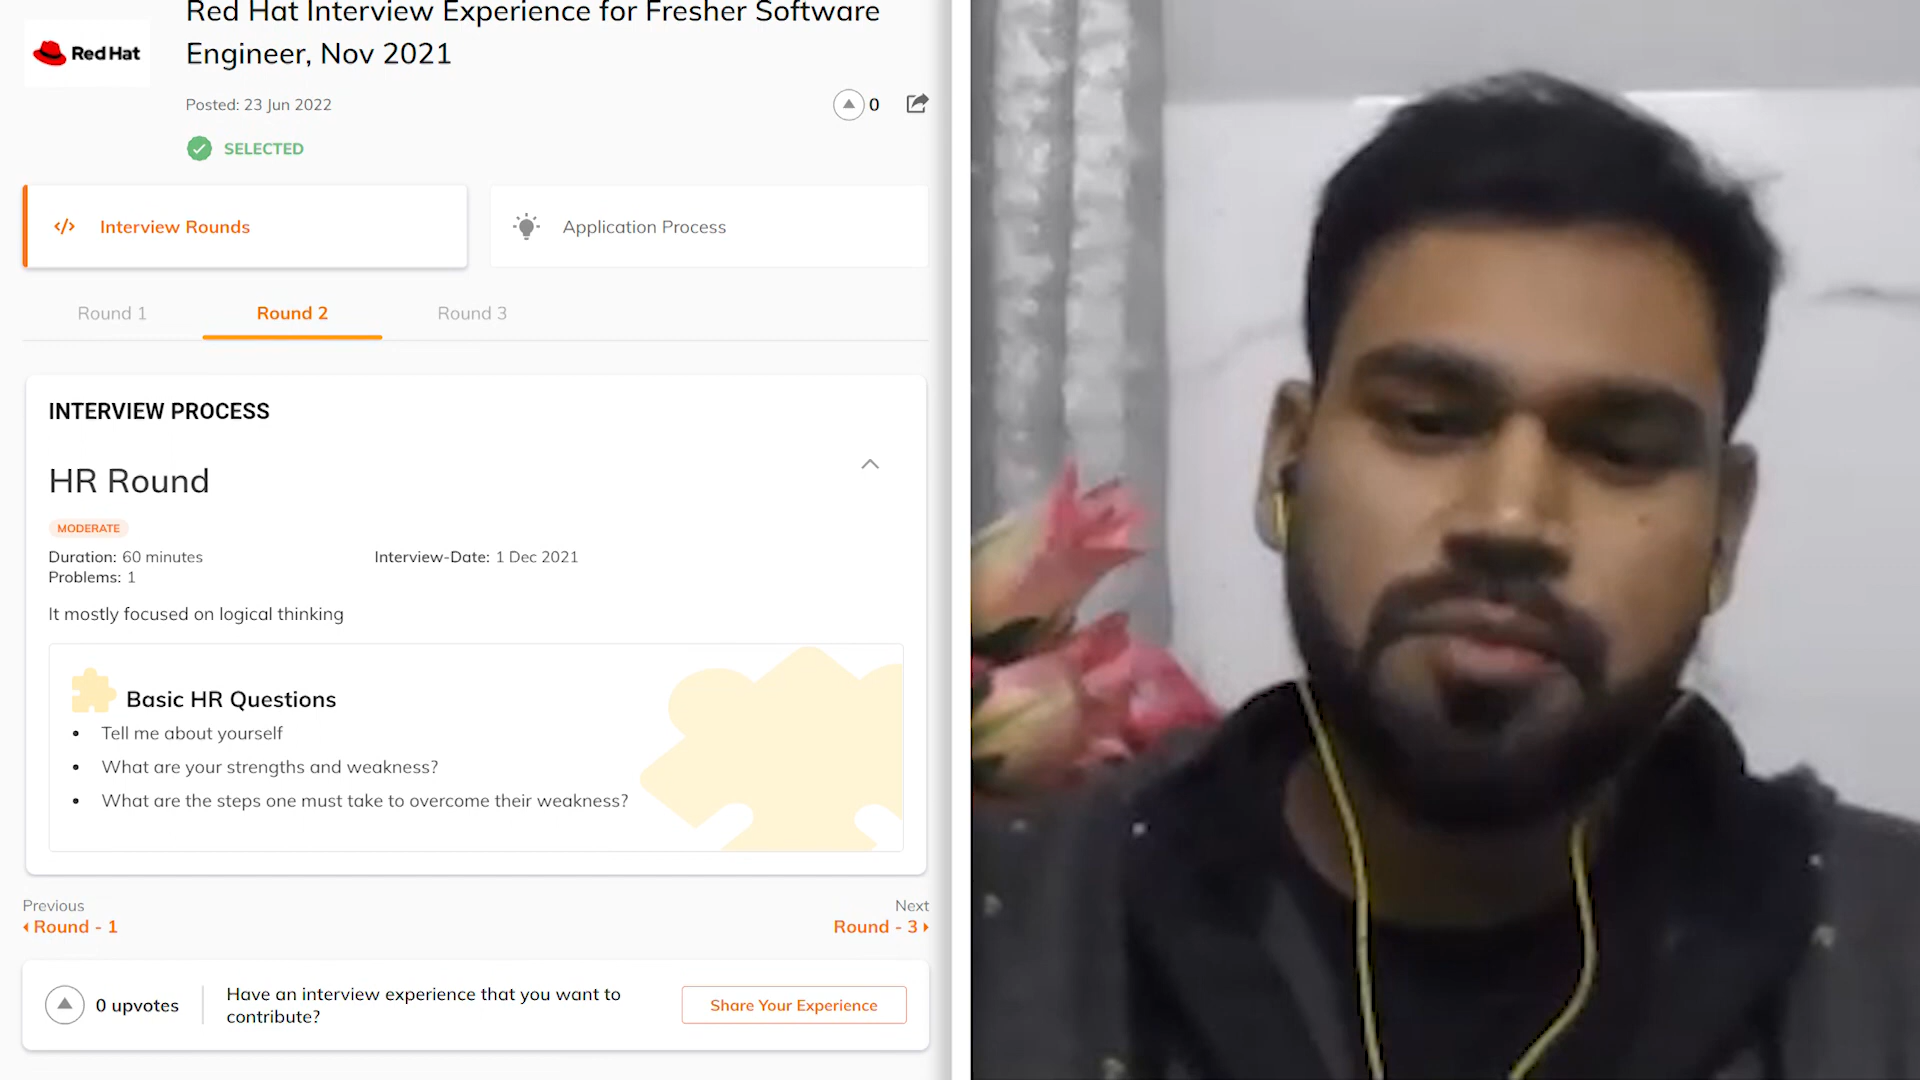 Red Hat Interview Experience for Fresher Software
Engineer, Nov 2021
Red Hat
Posted: 23 Jun 2022
0
SELECTED
</> Interview Rounds
Application Process
Round 1
Round 2
Round 3
INTERVIEW PROCESS
HR Round
MODERATE
Duration: 60 minutes
Interview-Date: 1 Dec 2021
Problems: 1
It mostly focused on logical thinking
Basic HR Questions
• Tell me about yourself
• What are your strengths and weakness?
• What are the steps one must take to overcome their weakness?
Previous
Round - 1
Next
Round - 3
0 upvotes
Have an interview experience that you want to
contribute?
Share Your Experience